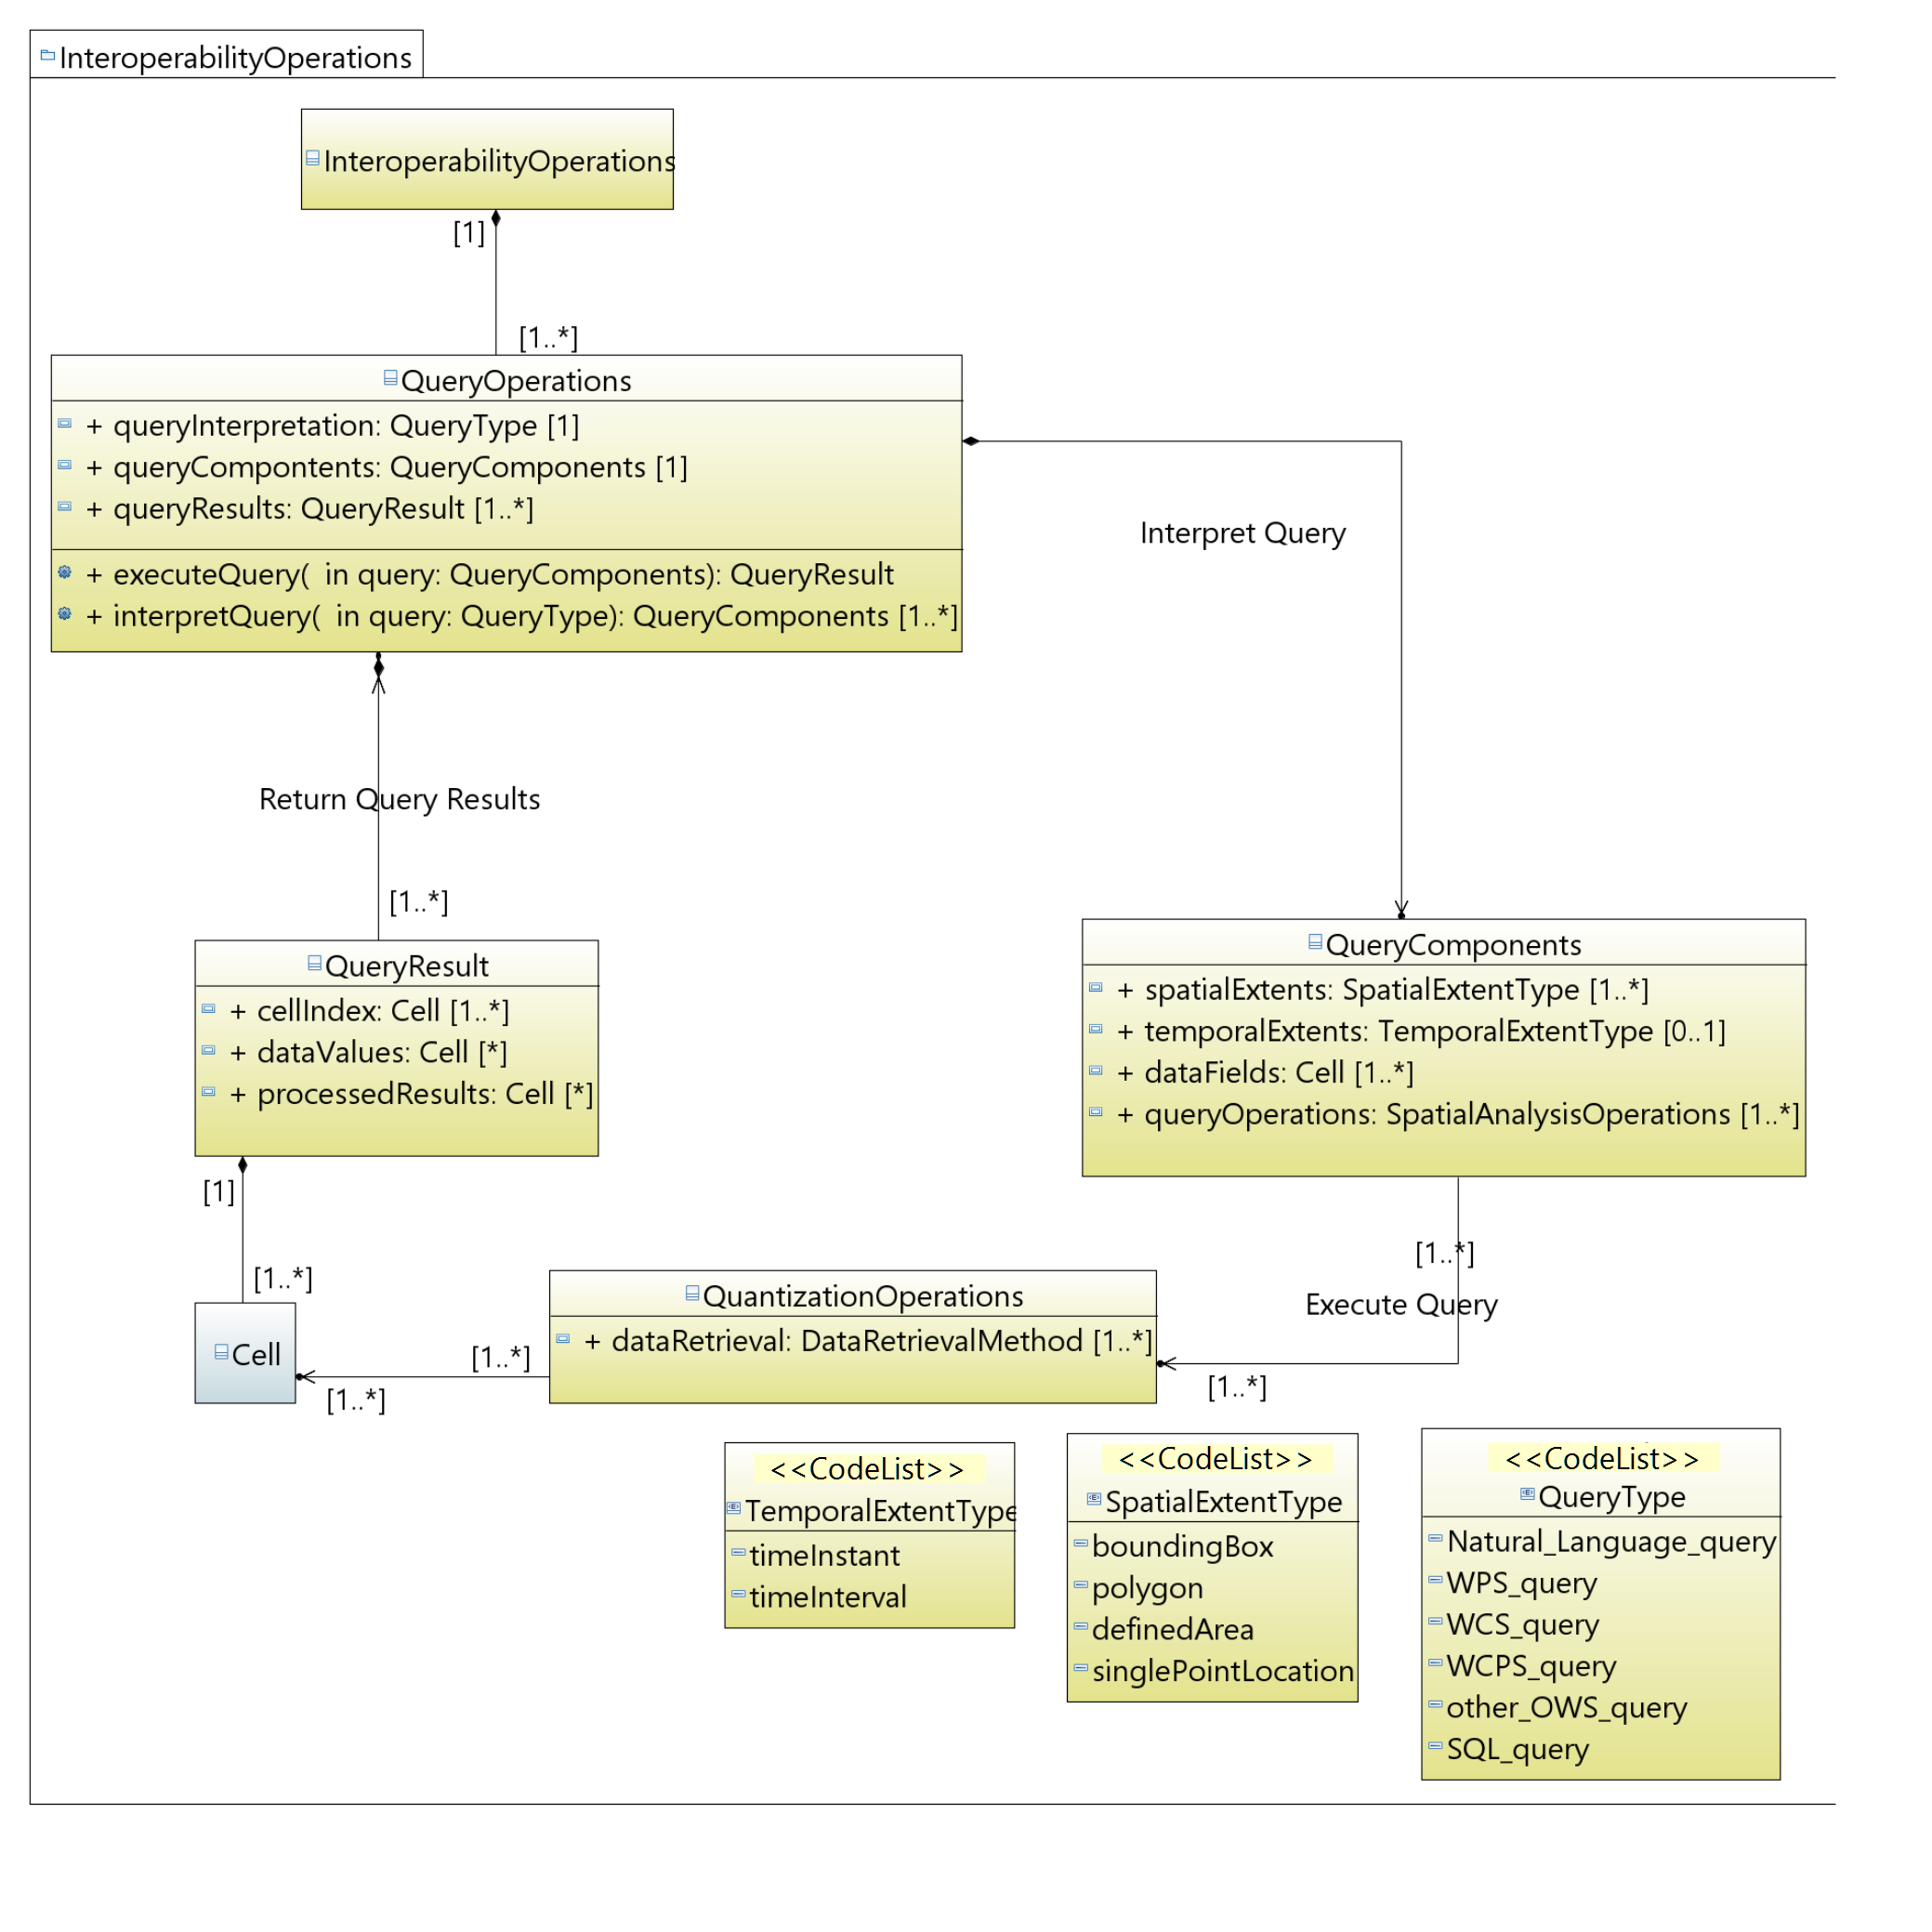 InteroperabilityOperations
InteroperabilityOperations
[1]
[1..*]
QueryOperations
+ queryInterpretation: QueryType [1]
+ queryCompontents: QueryComponents [1]
+ queryResults: QueryResult [1..*]
+ executeQuery(  in query: QueryComponents): QueryResult
+ interpretQuery(  in query: QueryType): QueryComponents [1..*]
Interpret Query
Return Query Results
[1..*]
QueryResult
+ cellIndex: Cell [1..*]
+ dataValues: Cell [*]
+ processedResults: Cell [*]
QueryComponents
+ spatialExtents: SpatialExtentType [1..*]
+ temporalExtents: TemporalExtentType [0..1]
+ dataFields: Cell [1..*]
+ queryOperations: SpatialAnalysisOperations [1..*]
[1]
[1..*]
[1..*]
Execute Query
QuantizationOperations
+ dataRetrieval: DataRetrievalMethod [1..*]
Cell
[1..*]
[1..*]
[1..*]
<<CodeList>>
TemporalExtentType
timeInstant
timeInterval
<<CodeList>>
SpatialExtentType
boundingBox
polygon
definedArea
singlePointLocation
<<CodeList>>
QueryType
Natural_Language_query
WPS_query
WCS_query
WCPS_query
other_OWS_query
SQL_query